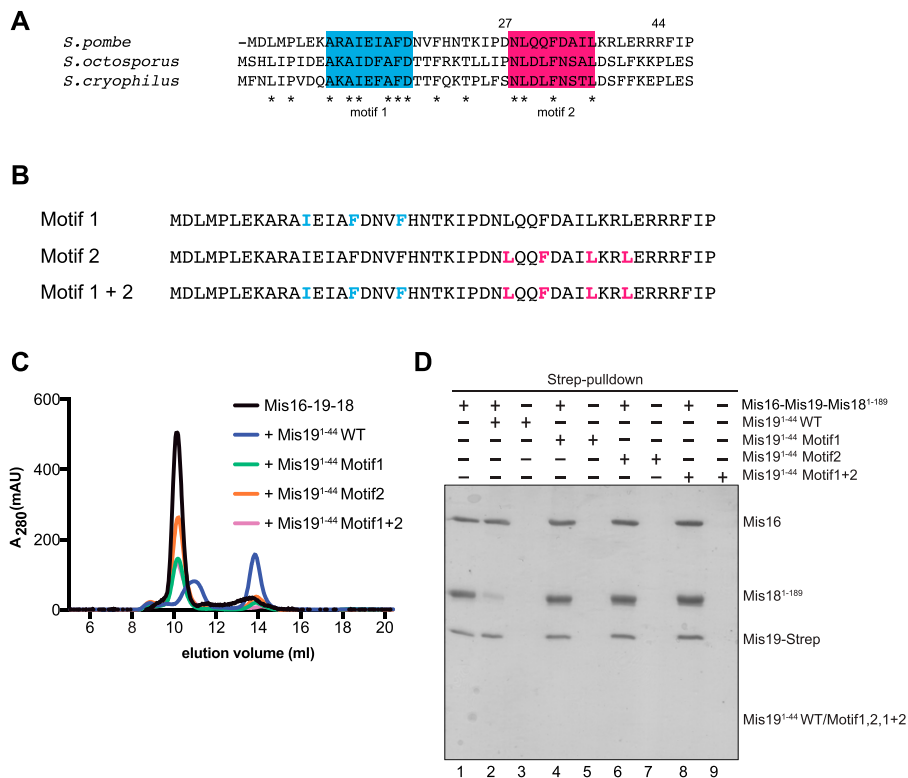 A
27 44
S.pombe -MDLMPLEKARAIEIAFDNVFHNTKIPDNLQQFDAILKRLERRRFIP
S.octosporus MSHLIPIDEAKAIDFAFDTTFRKTLLIPNLDLFNSALDSLFKKPLES
S.cryophilus MFNLIPVDQAKAIEFAFDTTFQKTPLFSNLDLFNSTLDSFFKKPLES
* * * ** *** * * ** * *
motif 1 motif 2
B
Motif 1 MDLMPLEKARAIEIAFDNVFHNTKIPDNLQQFDAILKRLERRRFIP
Motif 2 MDLMPLEKARAIEIAFDNVFHNTKIPDNLQQFDAILKRLERRRFIP
Motif 1 + 2 MDLMPLEKARAIEIAFDNVFHNTKIPDNLQQFDAILKRLERRRFIP
C
600
400
200
0
A280(mAU)
6 8 10 12 14 16 18 20
elution volume (ml)
Mis16-19-18
+ Mis19¹⁻⁴⁴ WT
+ Mis19¹⁻⁴⁴ Motif1
+ Mis19¹⁻⁴⁴ Motif2
+ Mis19¹⁻⁴⁴ Motif1+2
D
Strep-pulldown
+ + – + – + – + – Mis16-Mis19-Mis18¹⁻¹⁸⁹
– + + – – – – – – Mis19¹⁻⁴⁴ WT
– – – + + – – – – Mis19¹⁻⁴⁴ Motif1
– – – – – + + – – Mis19¹⁻⁴⁴ Motif2
– – – – – – – + + Mis19¹⁻⁴⁴ Motif1+2
Mis16
Mis18¹⁻¹⁸⁹
Mis19-Strep
Mis19¹⁻⁴⁴ WT/Motif1,2,1+2
1 2 3 4 5 6 7 8 9